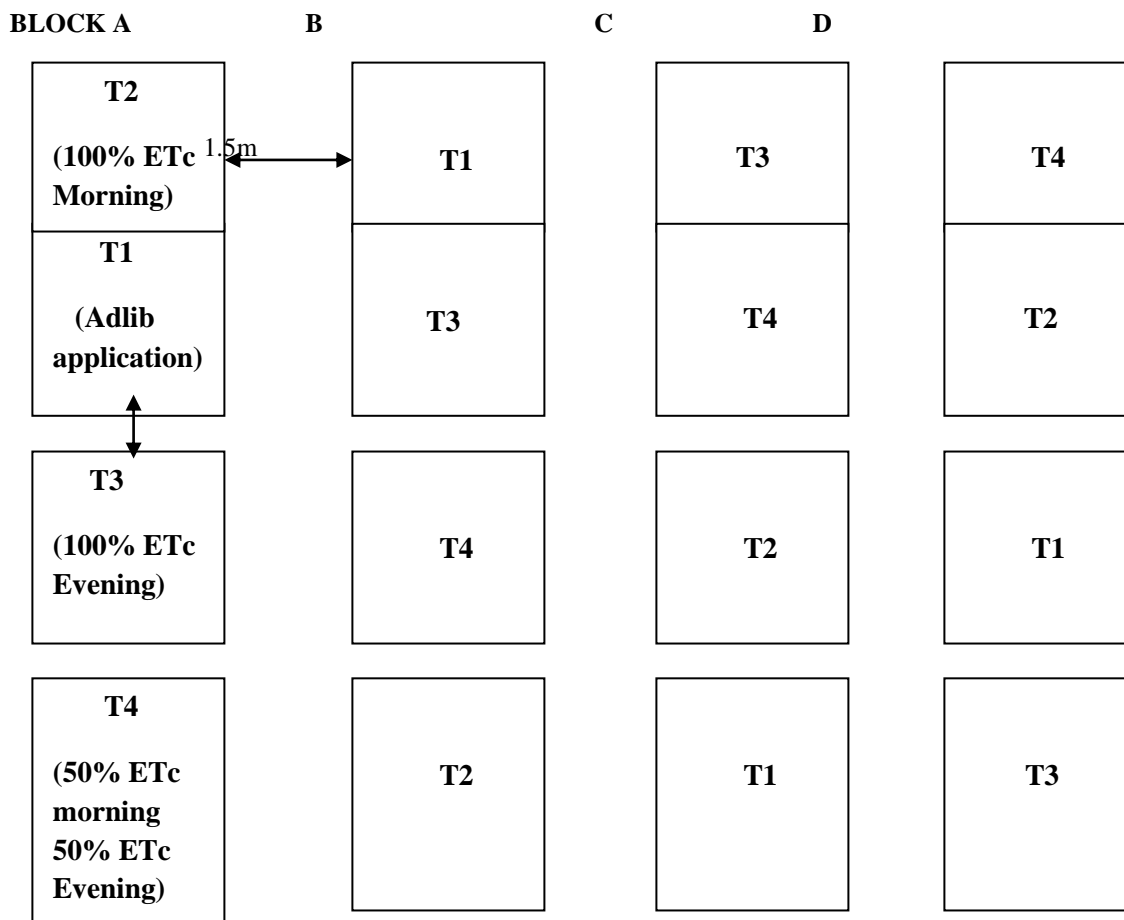 BLOCK A B C D
T2
(100% ETc
Morning)
1.5m
T1
T3
T4
T1
(Adlib
application)
T3
T4
T2
T3
(100% ETc
Evening)
T4
T2
T1
T4
(50% ETc
morning
50% ETc
Evening)
T2
T1
T3